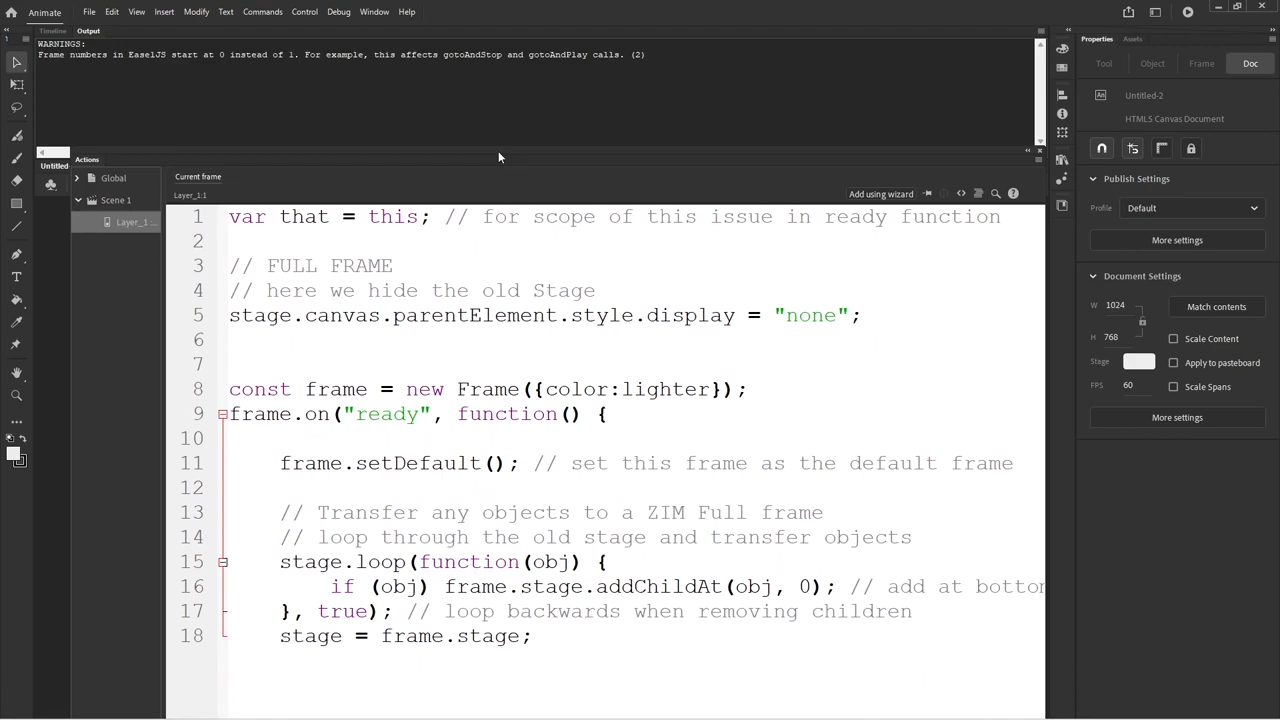 Animate
File Edit View Insert Modify Text Commands Control Debug Window Help
Timeline Output
WARNINGS:
Frame numbers in EaselJS start at 0 instead of 1. For example, this affects gotoAndStop and gotoAndPlay calls. (2)
Untitled
Actions
Global
Scene 1
Layer_1 :...
Current frame
Layer_1:1
Add using wizard
1 var that = this; // for scope of this issue in ready function
2
3 // FULL FRAME
4 // here we hide the old Stage
5 stage.canvas.parentElement.style.display = "none";
6
7
8 const frame = new Frame({color:lighter});
9 frame.on("ready", function() {
10
11 frame.setDefault(); // set this frame as the default frame
12
13 // Transfer any objects to a ZIM Full frame
14 // loop through the old stage and transfer objects
15 stage.loop(function(obj) {
16 if (obj) frame.stage.addChildAt(obj, 0); // add at bottom
17 }, true); // loop backwards when removing children
18 stage = frame.stage;
Properties Assets
Tool Object Frame Doc
An Untitled-2
HTML5 Canvas Document
Publish Settings
Profile Default
More settings
Document Settings
W 1024 Match contents
H 768 Scale Content
Stage Apply to pasteboard
FPS 60 Scale Spans
More settings